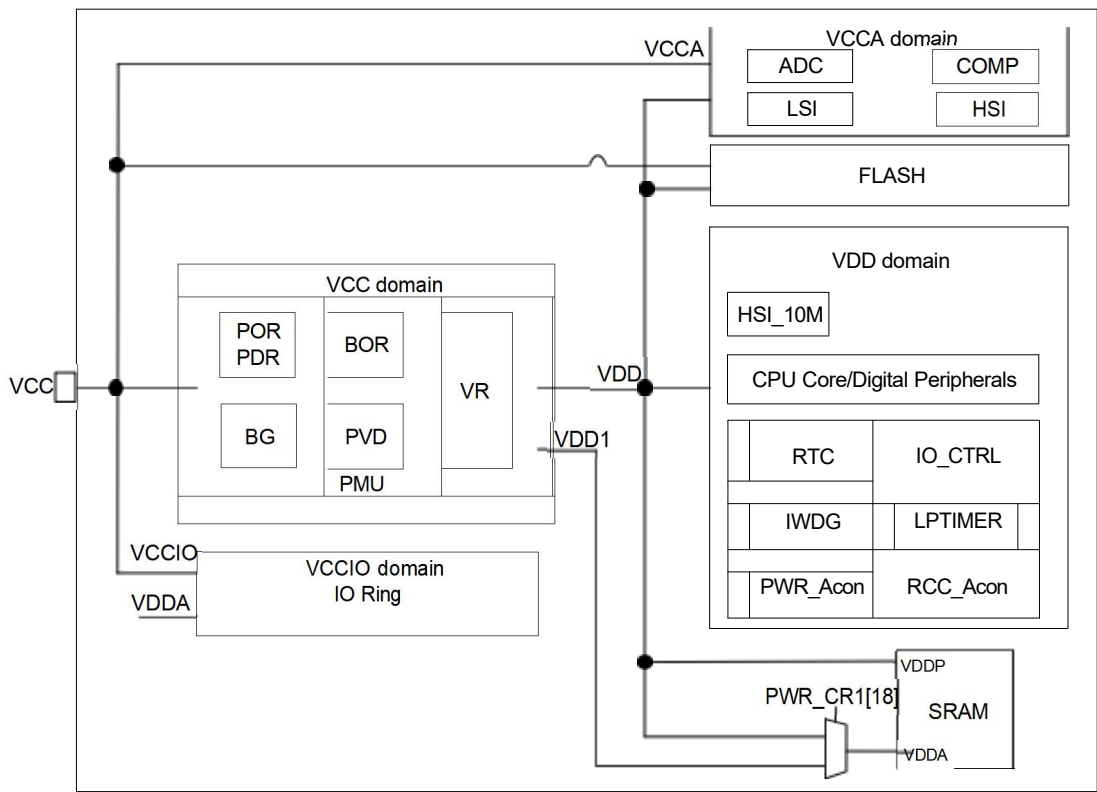 VCCA domain
VCCA
ADC
COMP
LSI
HSI
FLASH
VDD domain
HSI_10M
CPU Core/Digital Peripherals
RTC
IO_CTRL
IWDG
LPTIMER
PWR_Acon
RCC_Acon
VCC domain
POR
PDR
BOR
VR
BG
PVD
PMU
VCC
VDD
VDD1
VCCIO
VCCIO domain
IO Ring
VDDA
VDDP
PWR_CR1[18]
SRAM
VDDA